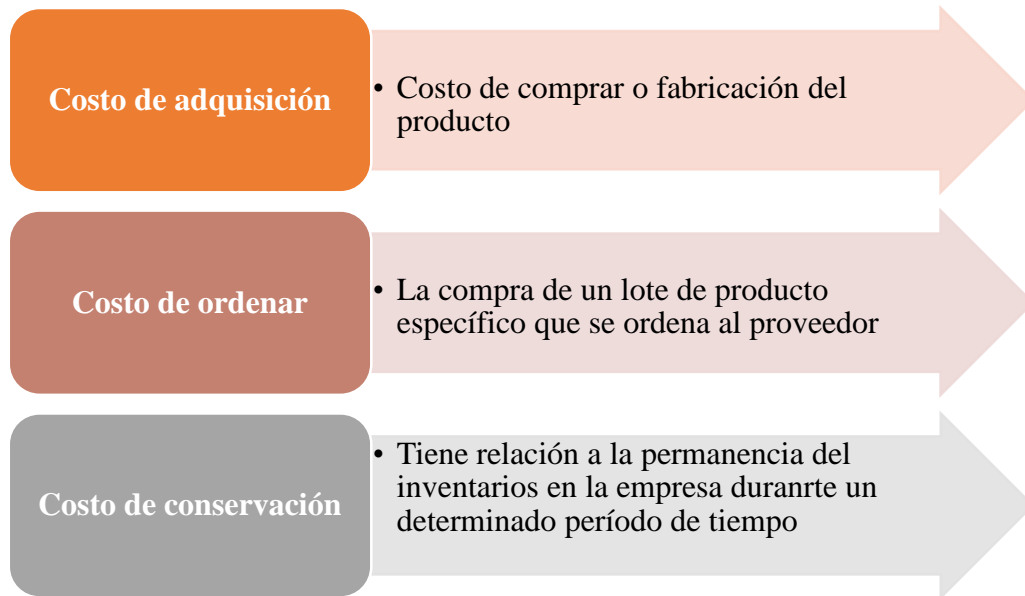 Costo de adquisición
• Costo de comprar o fabricación del
producto
Costo de ordenar
• La compra de un lote de producto
específico que se ordena al proveedor
Costo de conservación
• Tiene relación a la permanencia del
inventarios en la empresa duranrte un
determinado período de tiempo